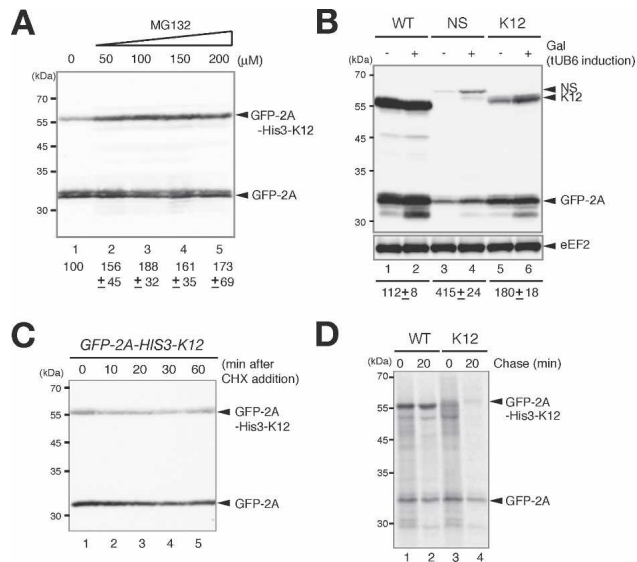 A
MG132
0 50 100 150 200 (μM)
(kDa)
70
55
45
35
30
GFP-2A
-His3-K12
GFP-2A
1 2 3 4 5
100 156 188 161 173
±45 ±32 ±35 ±69
B
WT NS K12
Gal
- + - + - + (tUB6 induction)
(kDa)
70
55
45
35
30
NS
K12
GFP-2A
eEF2
1 2 3 4 5 6
112±8 415±24 180±18
C
GFP-2A-HIS3-K12
0 10 20 30 60 (min after
CHX addition)
(kDa)
70
55
45
35
30
GFP-2A
-His3-K12
GFP-2A
1 2 3 4 5
D
WT K12
0 20 0 20 Chase (min)
(kDa)
70
55
45
35
30
GFP-2A
-His3-K12
GFP-2A
1 2 3 4